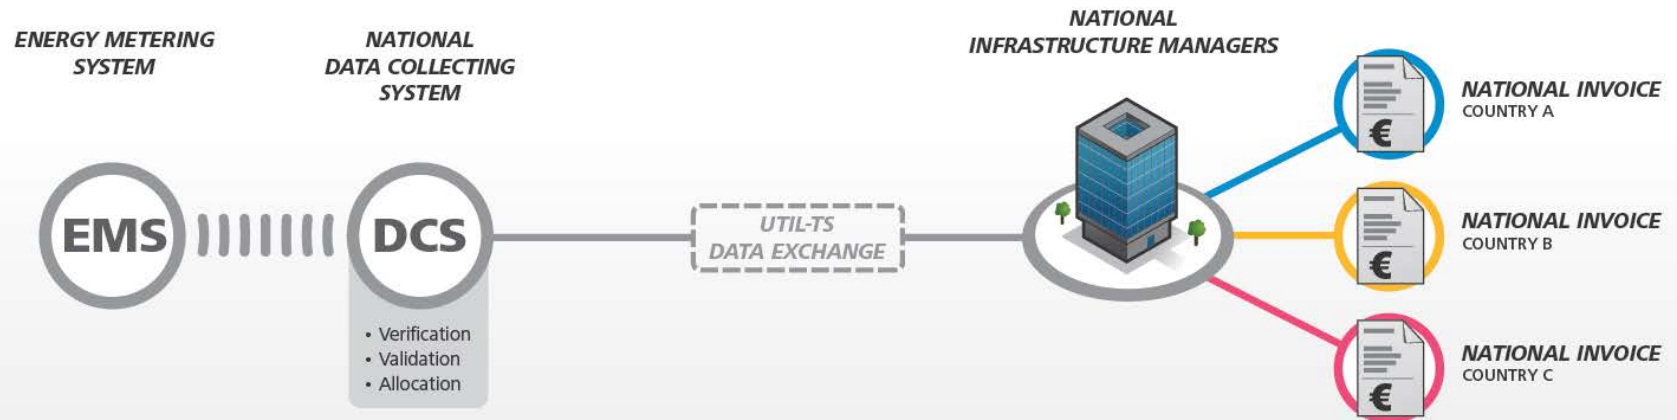 ENERGY METERING
SYSTEM
NATIONAL
DATA COLLECTING
SYSTEM
NATIONAL
INFRASTRUCTURE MANAGERS
EMS
DCS
• Verification
• Validation
• Allocation
UTIL-TS
DATA EXCHANGE
€
NATIONAL INVOICE
COUNTRY A
€
NATIONAL INVOICE
COUNTRY B
€
NATIONAL INVOICE
COUNTRY C